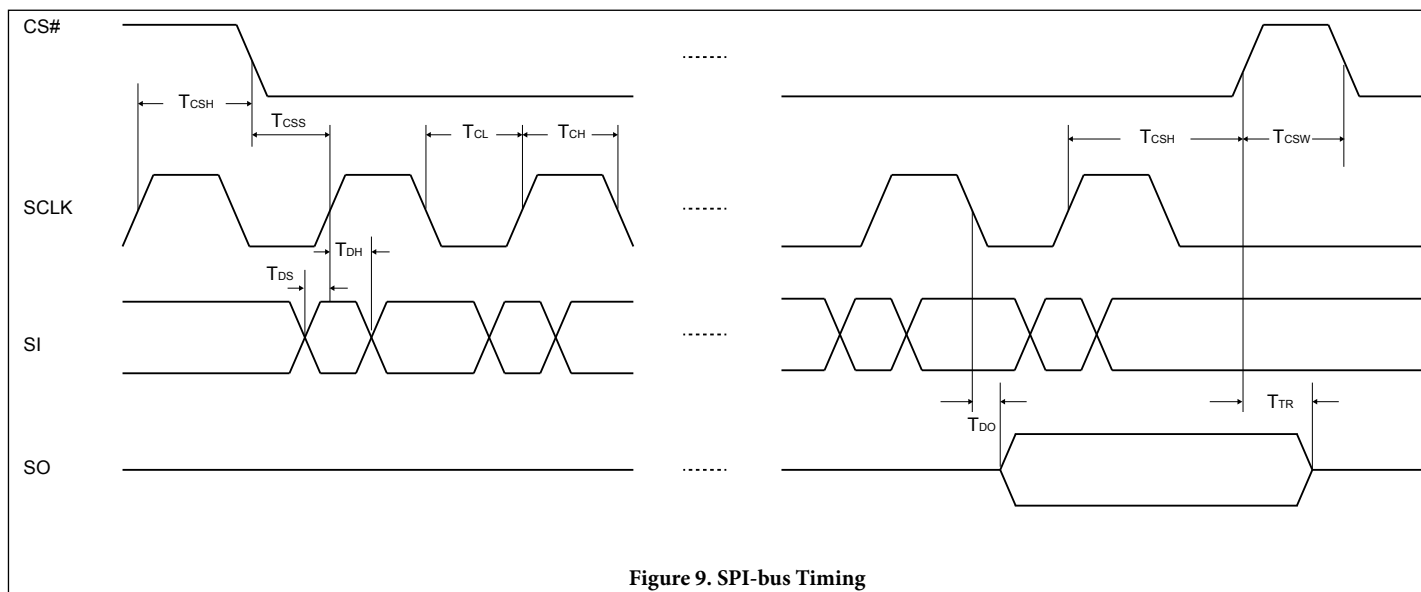 CS#
TCSH
TCSS
TCL
TCH
TCSH
TCSW
SCLK
TDH
TDS
SI
TTR
TDO
SO
Figure 9. SPI-bus Timing